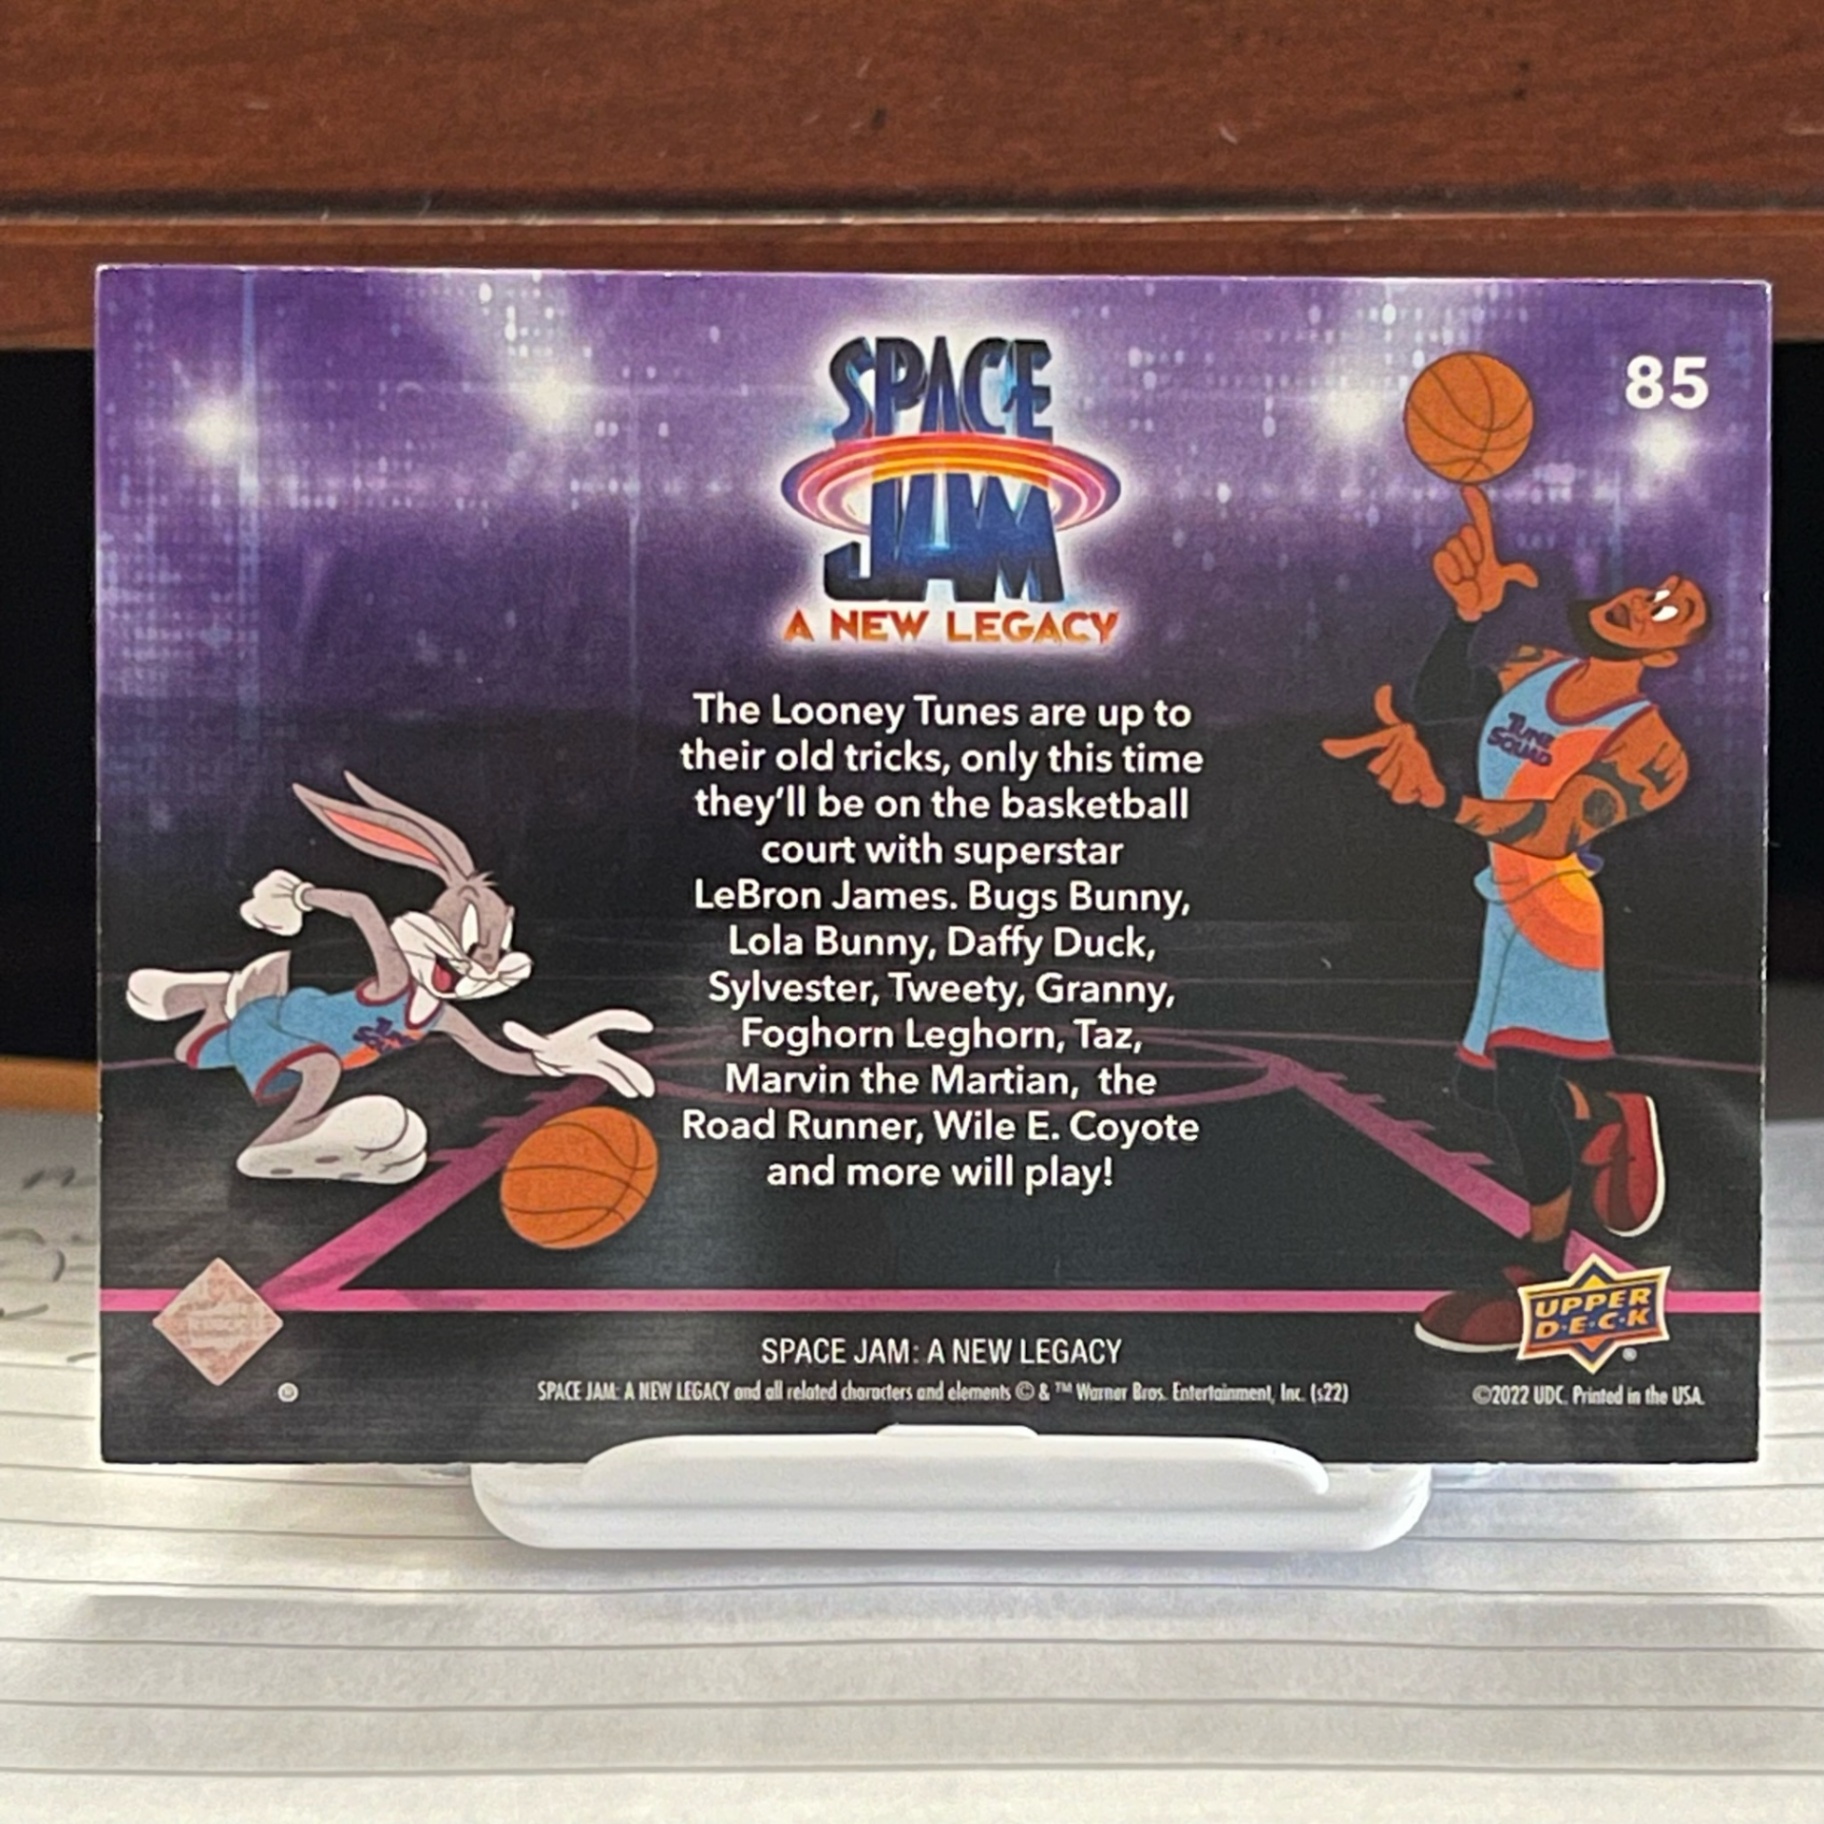 85
SPACE
JAM
A NEW LEGACY
The Looney Tunes are up to
their old tricks, only this time
they'll be on the basketball
court with superstar
LeBron James. Bugs Bunny,
Lola Bunny, Daffy Duck,
Sylvester, Tweety, Granny,
Foghorn Leghorn, Taz,
Marvin the Martian, the
Road Runner, Wile E. Coyote
and more will play!
TUNE
SQUAD
UPPER
D·E·C·K
®
SPACE JAM: A NEW LEGACY
®
SPACE JAM: A NEW LEGACY and all related characters and elements © & ™ Warner Bros. Entertainment, Inc. (s22)
©2022 UDC. Printed in the USA.